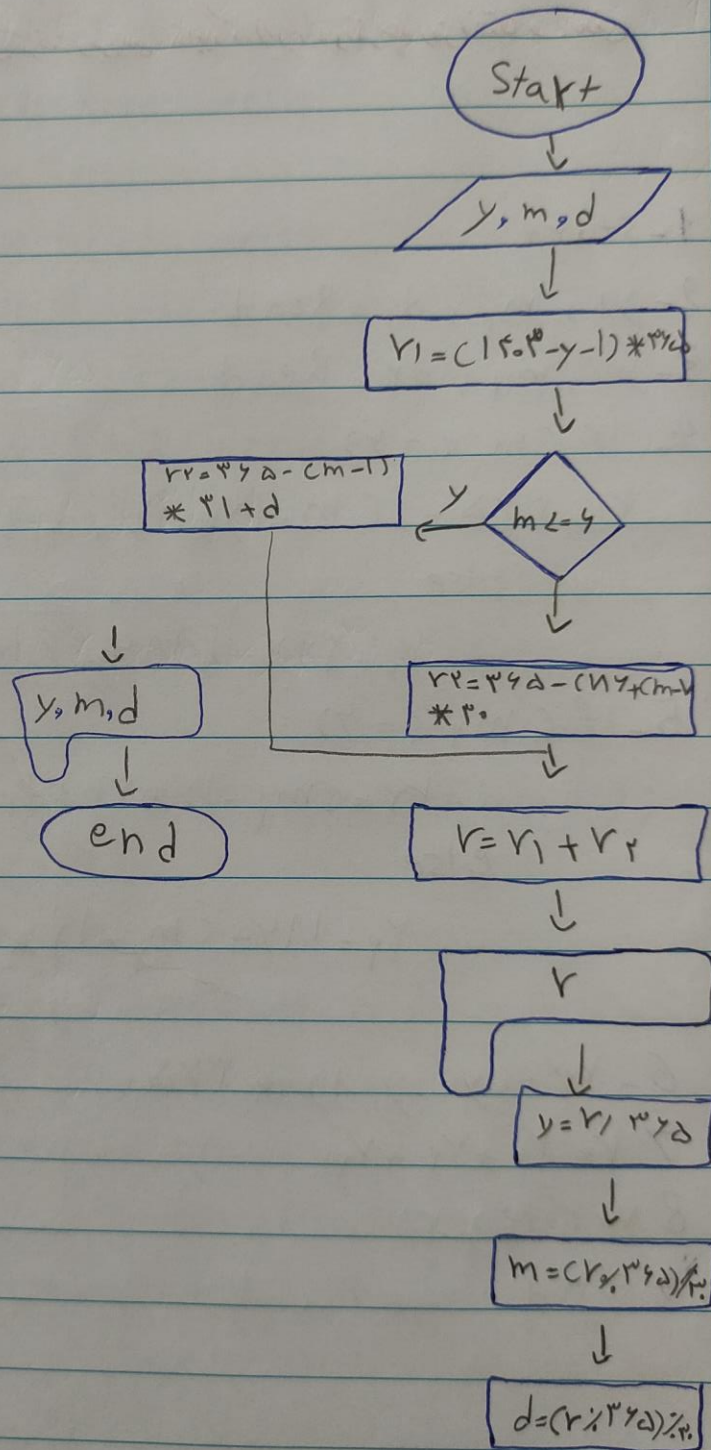 Start
y, m, d
r۱ = (۱۴۰۳-y-۱) * ۳۶۵
m <= ۶
y
r۲ = ۳۶۵ - (m-۱)
* ۳۱ + d
r۲ = ۳۶۵ - (۱۸۶+(m-۷
* ۳۰
r = r۱ + r۲
r
y = r / ۳۶۵
m = (r٪۳۶۵)/۳۰
d = (r٪۳۶۵)٪۳۰
y, m, d
end